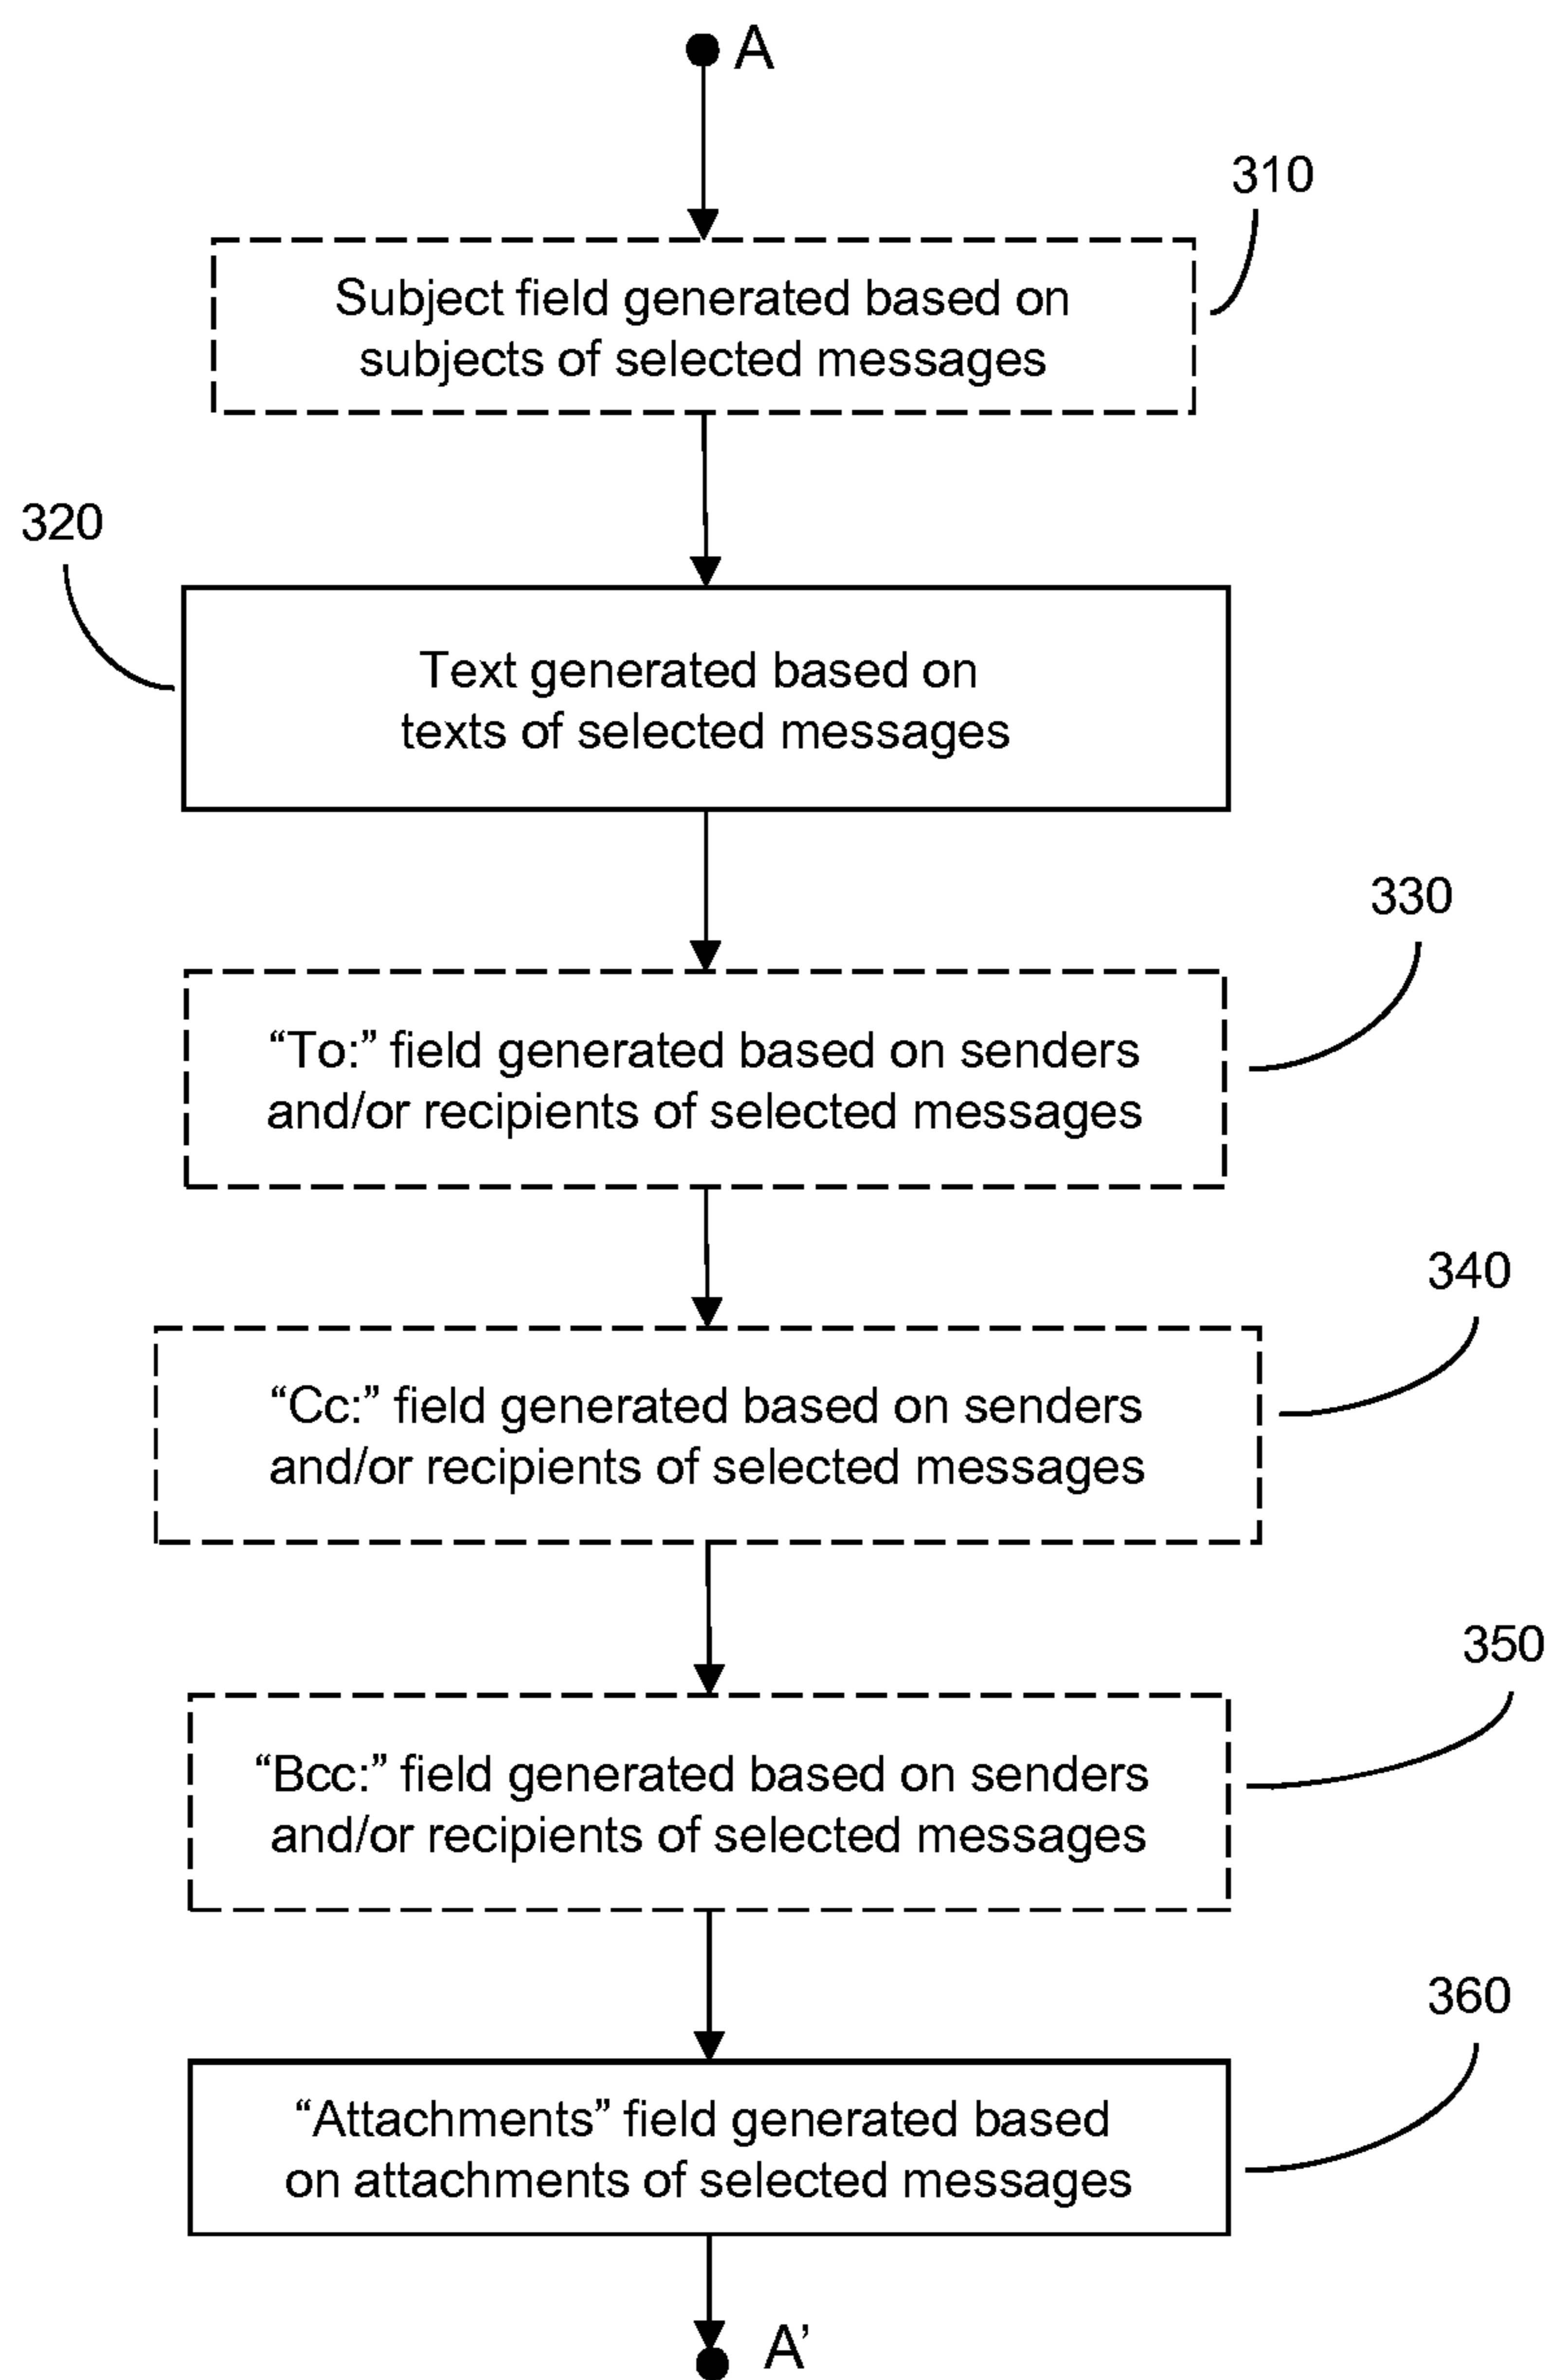 A
310
Subject field generated based on
subjects of selected messages
320
Text generated based on
texts of selected messages
330
“To:” field generated based on senders
and/or recipients of selected messages
340
“Cc:” field generated based on senders
and/or recipients of selected messages
350
“Bcc:” field generated based on senders
and/or recipients of selected messages
360
“Attachments” field generated based
on attachments of selected messages
A’